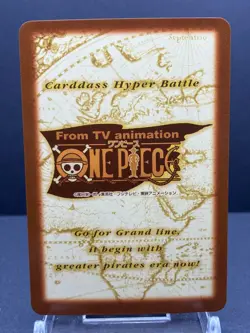 Septentrio
Carddass Hyper Battle
From TV animation
ワンピース
ONE PIECE
Go for Grand line,
it begin with
greater pirates era now!